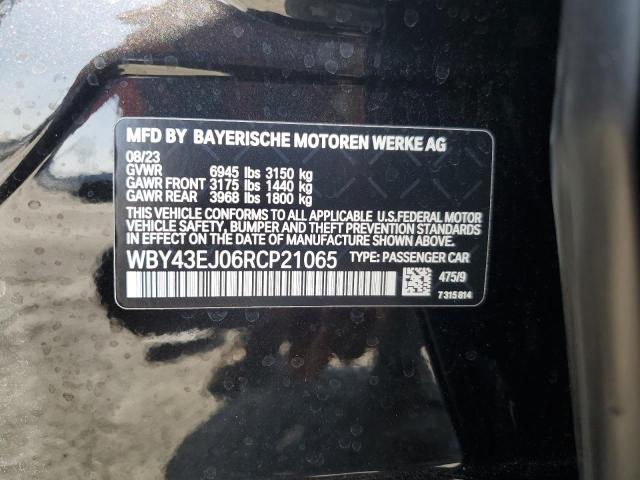 MFD BY BAYERISCHE MOTOREN WERKE AG
08/23
GVWR 6945 lbs 3150 kg
GAWR FRONT 3175 lbs 1440 kg
GAWR REAR 3968 lbs 1800 kg
THIS VEHICLE CONFORMS TO ALL APPLICABLE U.S.FEDERAL MOTOR
VEHICLE SAFETY, BUMPER AND THEFT PREVENTION STANDARDS
IN EFFECT ON THE DATE OF MANUFACTURE SHOWN ABOVE.
WBY43EJ06RCP21065 TYPE: PASSENGER CAR
475/9
7 315 814